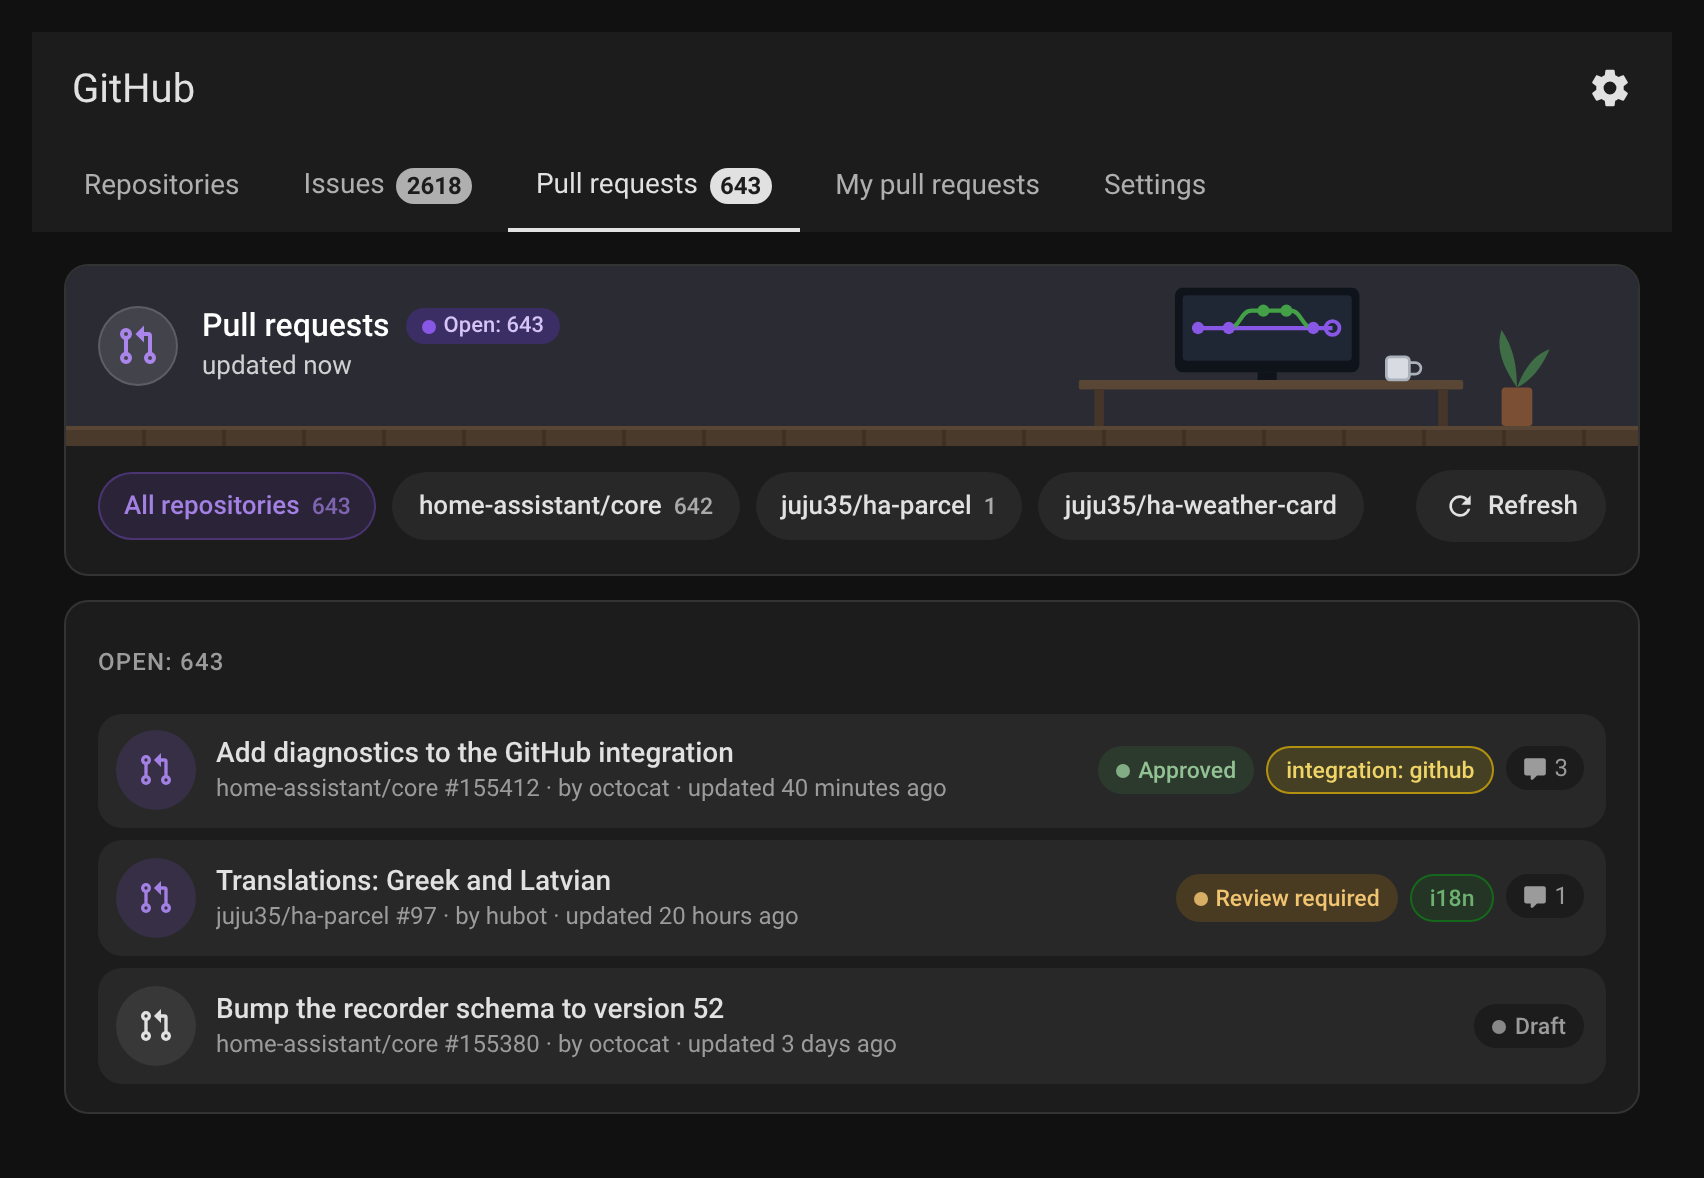 GitHub
Repositories
Issues 2618
Pull requests 643
My pull requests
Settings
Pull requests
Open: 643
updated now
All repositories 643
home-assistant/core 642
juju35/ha-parcel 1
juju35/ha-weather-card
Refresh
OPEN: 643
Add diagnostics to the GitHub integration
home-assistant/core #155412 · by octocat · updated 40 minutes ago
Approved
integration: github
3
Translations: Greek and Latvian
juju35/ha-parcel #97 · by hubot · updated 20 hours ago
Review required
i18n
1
Bump the recorder schema to version 52
home-assistant/core #155380 · by octocat · updated 3 days ago
Draft